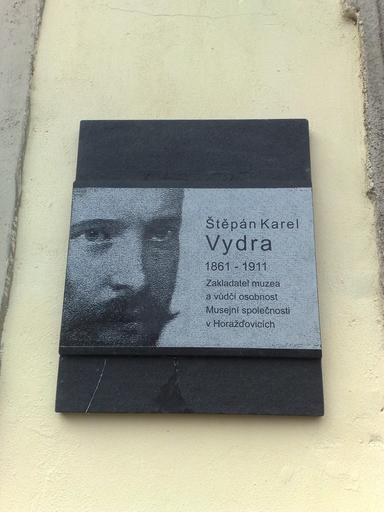 Štěpán Karel
Vydra
1861 - 1911
Zakladatel muzea
a vůdčí osobnost
Musejní společnosti
v Horažďovicích